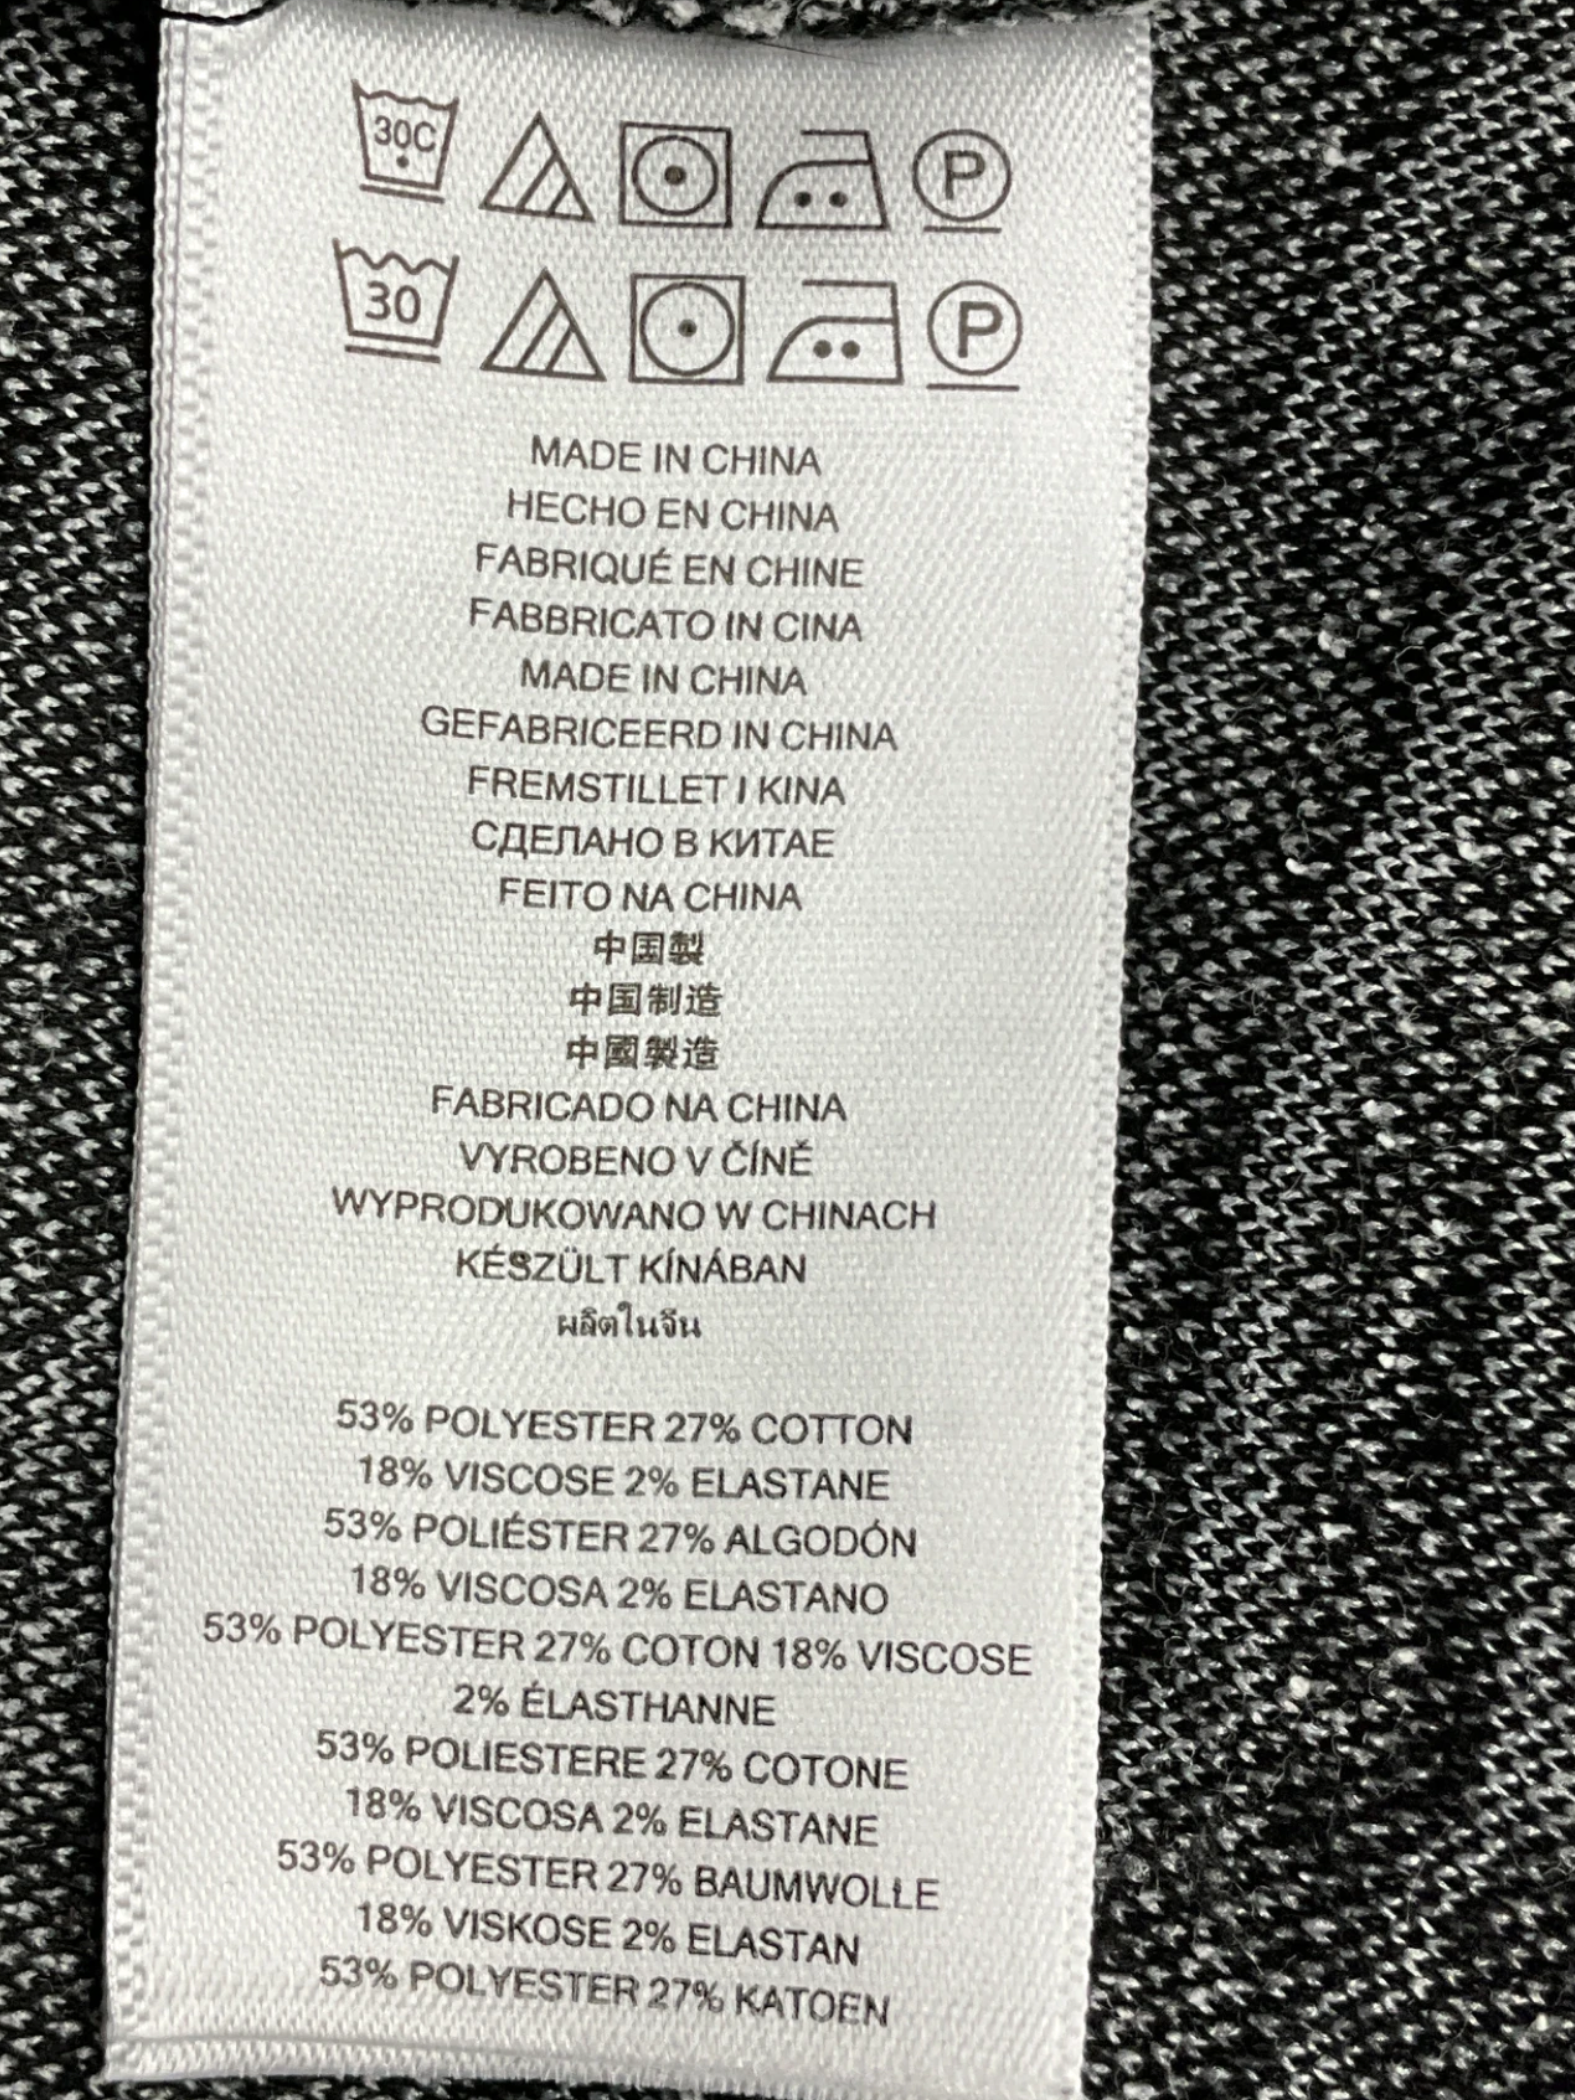 30C
P
30
P
MADE IN CHINA
HECHO EN CHINA
FABRIQUÉ EN CHINE
FABBRICATO IN CINA
MADE IN CHINA
GEFABRICEERD IN CHINA
FREMSTILLET I KINA
СДЕЛАНО В КИТАЕ
FEITO NA CHINA
中国製
中国制造
中國製造
FABRICADO NA CHINA
VYROBENO V ČÍNĚ
WYPRODUKOWANO W CHINACH
KÉSZÜLT KÍNÁBAN
ผลิตในจีน
53% POLYESTER 27% COTTON
18% VISCOSE 2% ELASTANE
53% POLIÉSTER 27% ALGODÓN
18% VISCOSA 2% ELASTANO
53% POLYESTER 27% COTON 18% VISCOSE
2% ÉLASTHANNE
53% POLIESTERE 27% COTONE
18% VISCOSA 2% ELASTANE
53% POLYESTER 27% BAUMWOLLE
18% VISKOSE 2% ELASTAN
53% POLYESTER 27% KATOEN